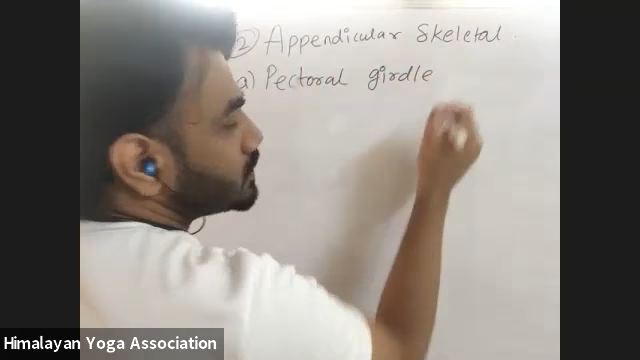 2) Appendicular Skeletal
a) Pectoral girdle
Himalayan Yoga Association